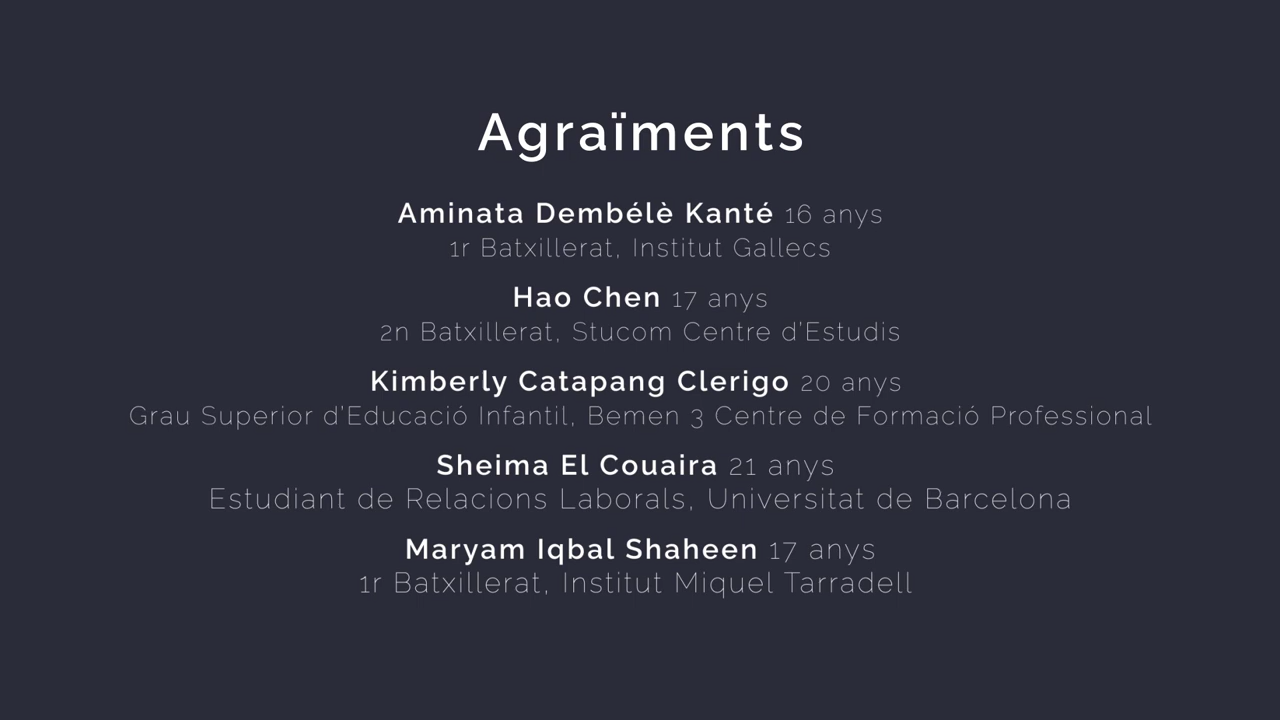 Agraïments
Aminata Dembélè Kanté 16 anys
1r Batxillerat, Institut Gallecs
Hao Chen 17 anys
2n Batxillerat, Stucom Centre d'Estudis
Kimberly Catapang Clerigo 20 anys
Grau Superior d'Educació Infantil, Bemen 3 Centre de Formació Professional
Sheima El Couaira 21 anys
Estudiant de Relacions Laborals, Universitat de Barcelona
Maryam Iqbal Shaheen 17 anys
1r Batxillerat, Institut Miquel Tarradell